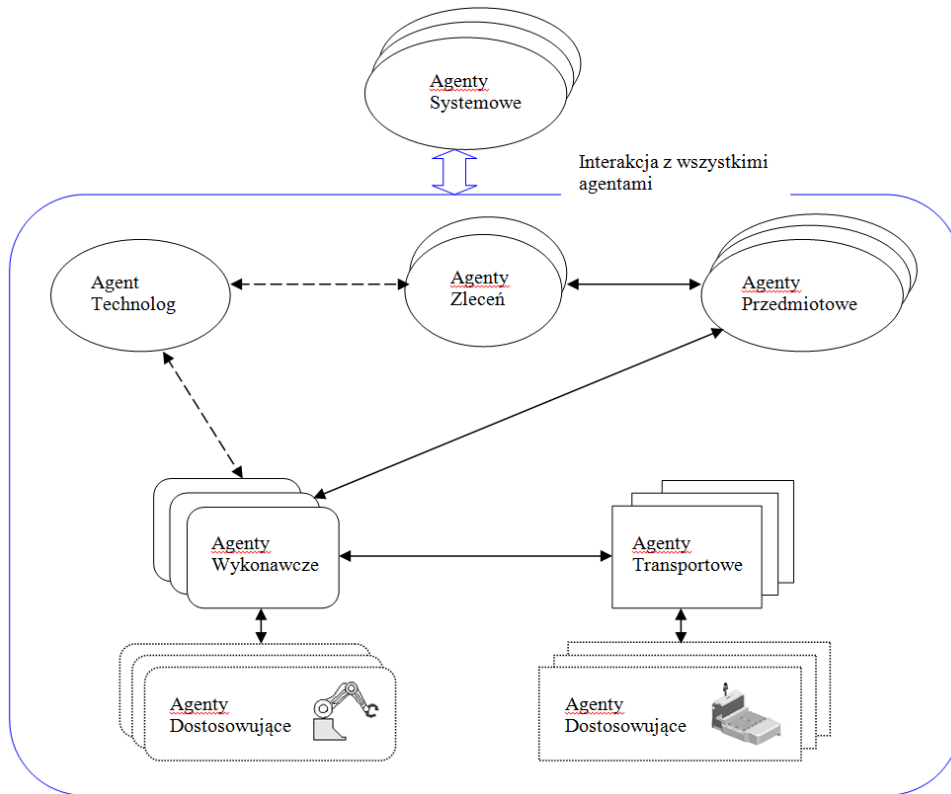 Agenty
Systemowe
Interakcja z wszystkimi
agentami
Agent
Technolog
Agenty
Zleceń
Agenty
Przedmiotowe
Agenty
Wykonawcze
Agenty
Transportowe
Agenty
Dostosowujące
Agenty
Dostosowujące